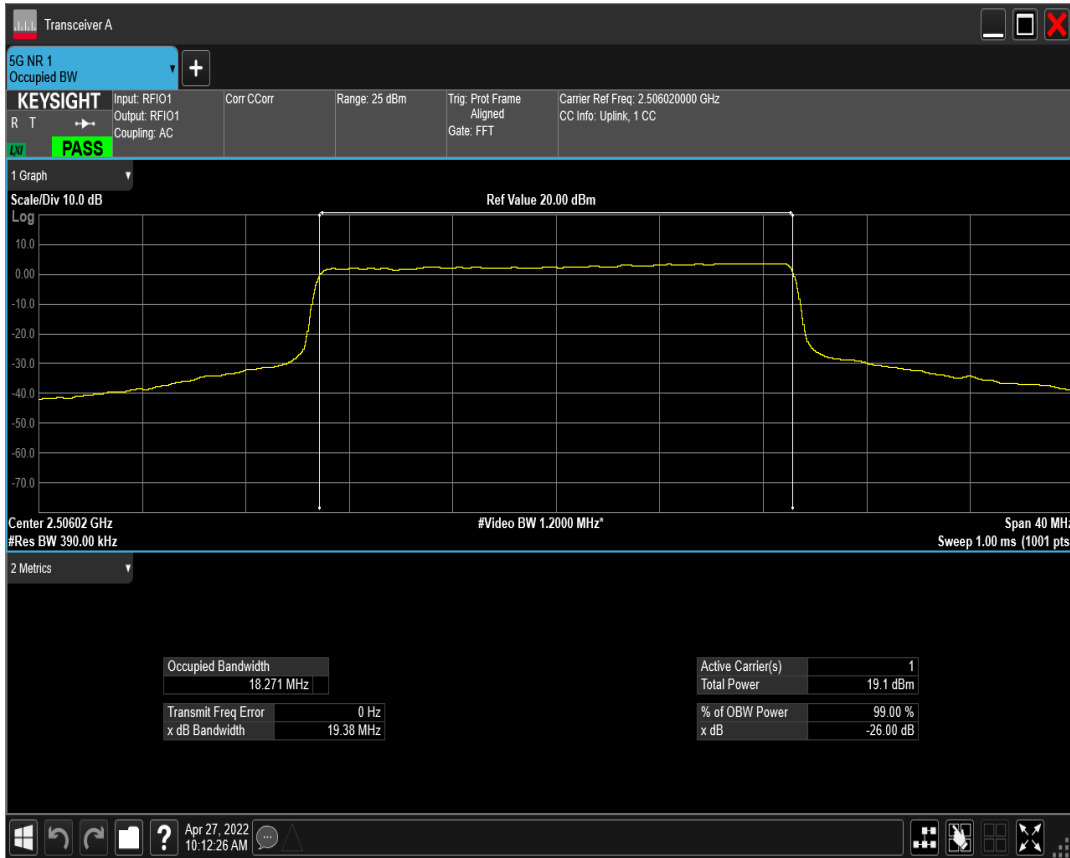 Transceiver A
5G NR 1
Occupied BW
+
KEYSIGHT
R T
LXI
PASS
Input: RFIO1
Output: RFIO1
Coupling: AC
Corr CCorr
Range: 25 dBm
Trig: Prot Frame
Aligned
Gate: FFT
Carrier Ref Freq: 2.506020000 GHz
CC Info: Uplink, 1 CC
1 Graph
Scale/Div 10.0 dB
Ref Value 20.00 dBm
Log
10.0
0.00
-10.0
-20.0
-30.0
-40.0
-50.0
-60.0
-70.0
Center 2.50602 GHz
#Video BW 1.2000 MHz*
Span 40 MHz
#Res BW 390.00 kHz
Sweep 1.00 ms (1001 pts
2 Metrics
Occupied Bandwidth
18.271 MHz
Transmit Freq Error 0 Hz
x dB Bandwidth 19.38 MHz
Active Carrier(s) 1
Total Power 19.1 dBm
% of OBW Power 99.00 %
x dB -26.00 dB
?
Apr 27, 2022
10:12:26 AM